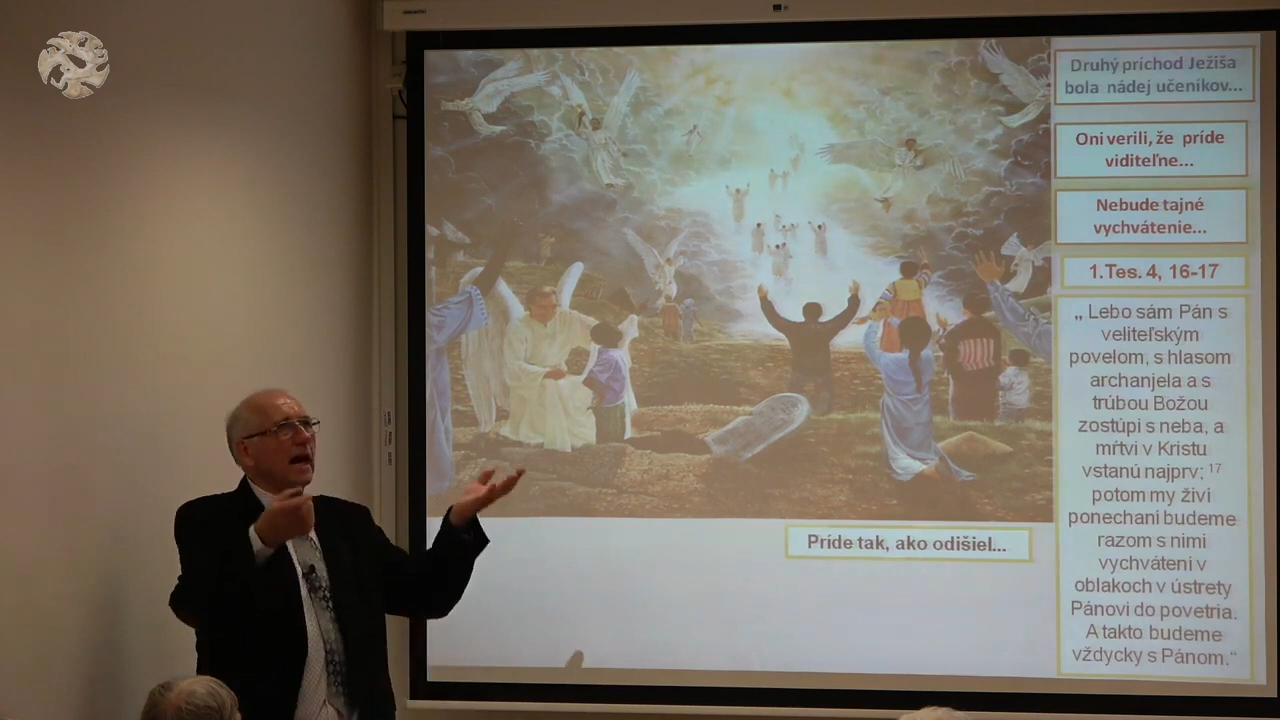 Druhý príchod Ježiša
bola nádej učeníkov...
Oni verili, že príde
viditeľne...
Nebude tajné
vychvátenie...
1.Tes. 4, 16-17
„ Lebo sám Pán s
veliteľským
povelom, s hlasom
archanjela a s
trúbou Božou
zostúpi s neba, a
mŕtvi v Kristu
vstanú najprv; 17
potom my živí
ponechaní budeme
razom s nimi
vychvátení v
oblakoch v ústrety
Pánovi do povetria.
A takto budeme
vždycky s Pánom.“
Príde tak, ako odišiel...